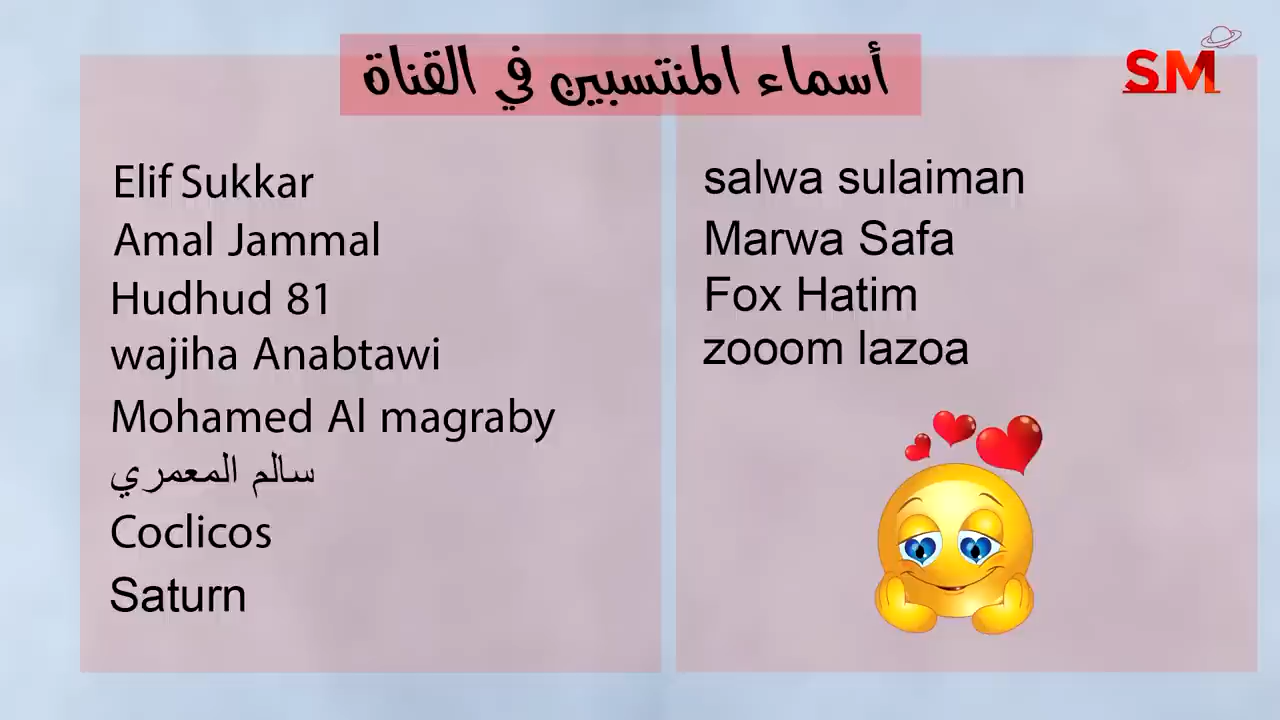 أسماء المنتسبين في القناة
SM
Elif Sukkar
Amal Jammal
Hudhud 81
wajiha Anabtawi
Mohamed Al magraby
سالم المعمري
Coclicos
Saturn
salwa sulaiman
Marwa Safa
Fox Hatim
zooom lazoa